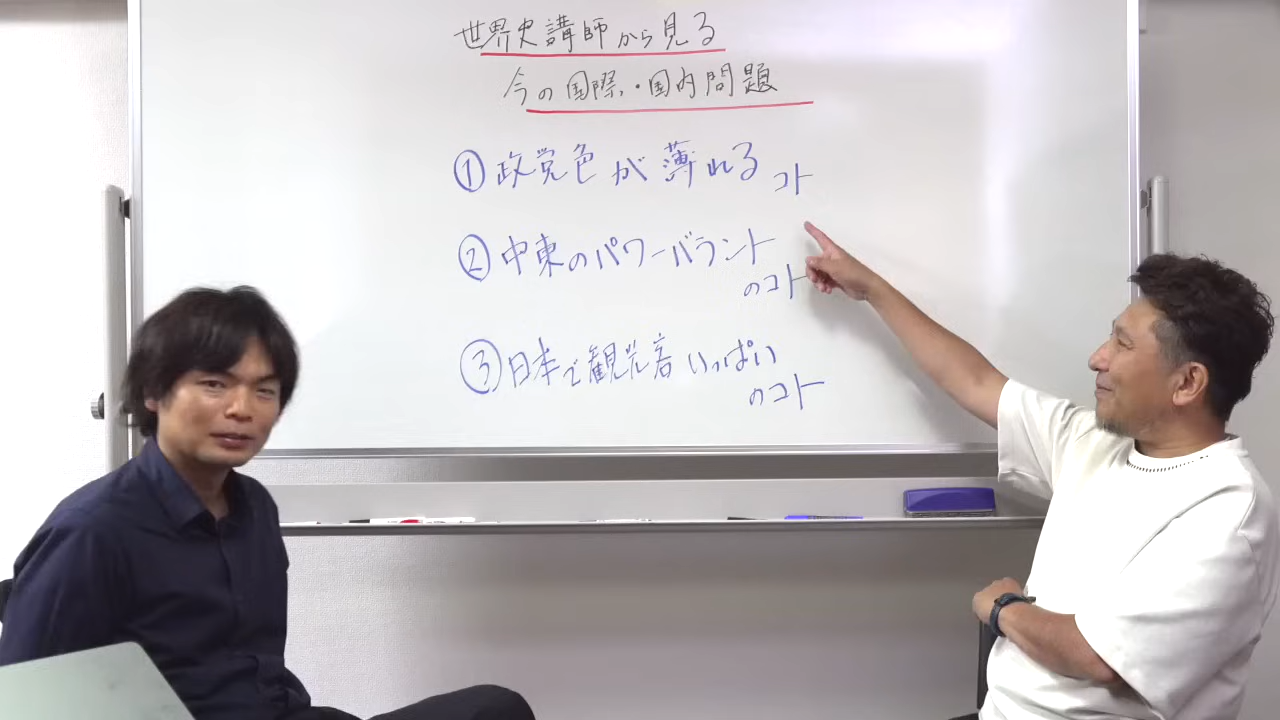 世界史講師から見る
今の国際・国内問題
①政党色が薄れるコト
②中東のパワーバラント
のコト
③日本で観光客いっぱい
のコト